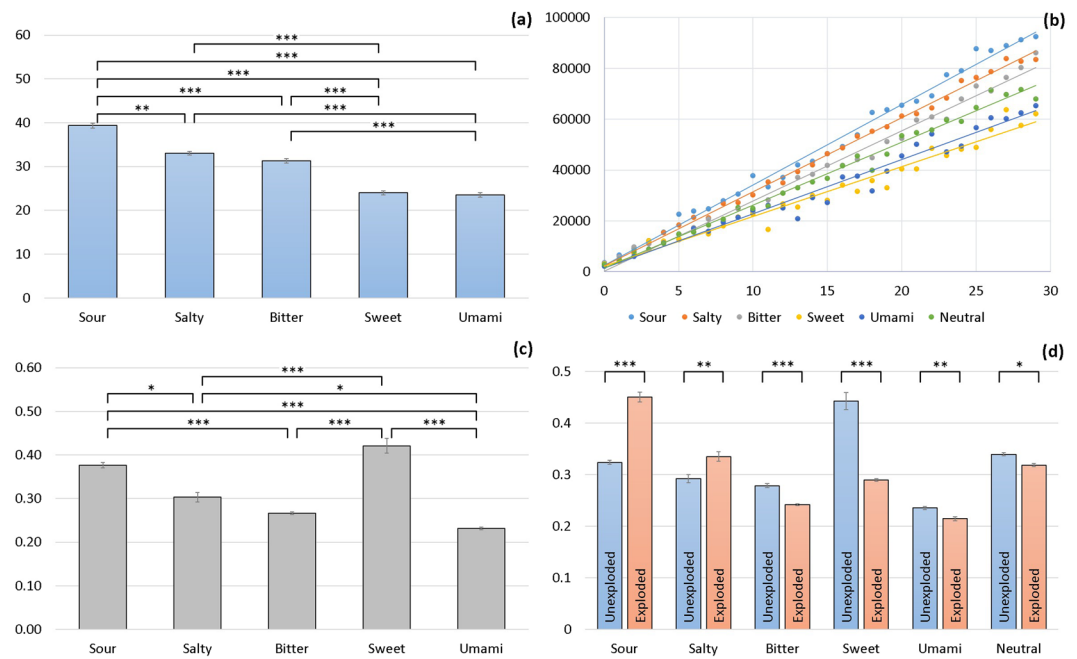 (a)
60
50
40
30
20
10
0
***
***
***
*** ***
** ***
***
Sour Salty Bitter Sweet Umami
(b)
100000
80000
60000
40000
20000
0
0 5 10 15 20 25 30
Sour Salty Bitter Sweet Umami Neutral
(c)
0.60
0.50
0.40
0.30
0.20
0.10
0.00
***
* *
***
*** *** ***
Sour Salty Bitter Sweet Umami
(d)
0.5
0.4
0.3
0.2
0.1
0
*** ** *** *** ** *
Unexploded Exploded Unexploded Exploded Unexploded Exploded Unexploded Exploded Unexploded Exploded Unexploded Exploded
Sour Salty Bitter Sweet Umami Neutral